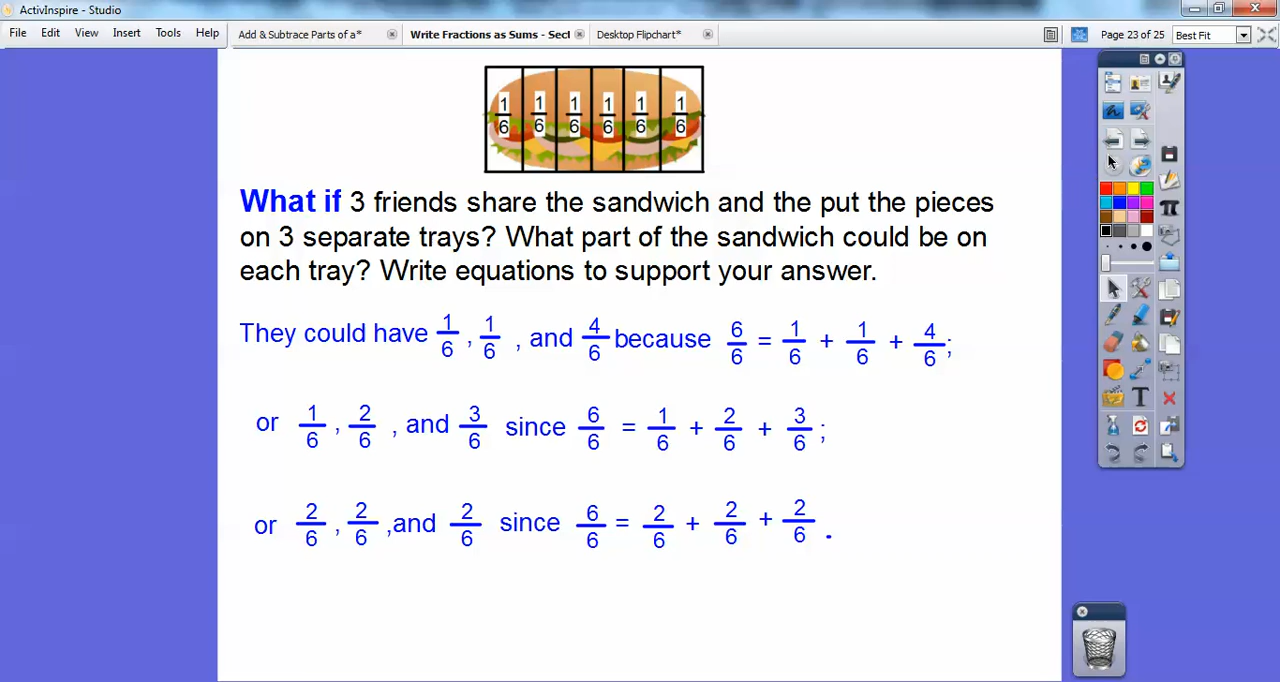 ActivInspire - Studio
File Edit View Insert Tools Help
Add & Subtrace Parts of a* Write Fractions as Sums - Sect Desktop Flipchart* Page 23 of 25 Best Fit
1/6 1/6 1/6 1/6 1/6 1/6
What if 3 friends share the sandwich and the put the pieces
on 3 separate trays? What part of the sandwich could be on
each tray? Write equations to support your answer.
They could have 1/6 , 1/6 , and 4/6 because 6/6 = 1/6 + 1/6 + 4/6 ;
or 1/6 , 2/6 , and 3/6 since 6/6 = 1/6 + 2/6 + 3/6 ;
or 2/6 , 2/6 ,and 2/6 since 6/6 = 2/6 + 2/6 + 2/6 .